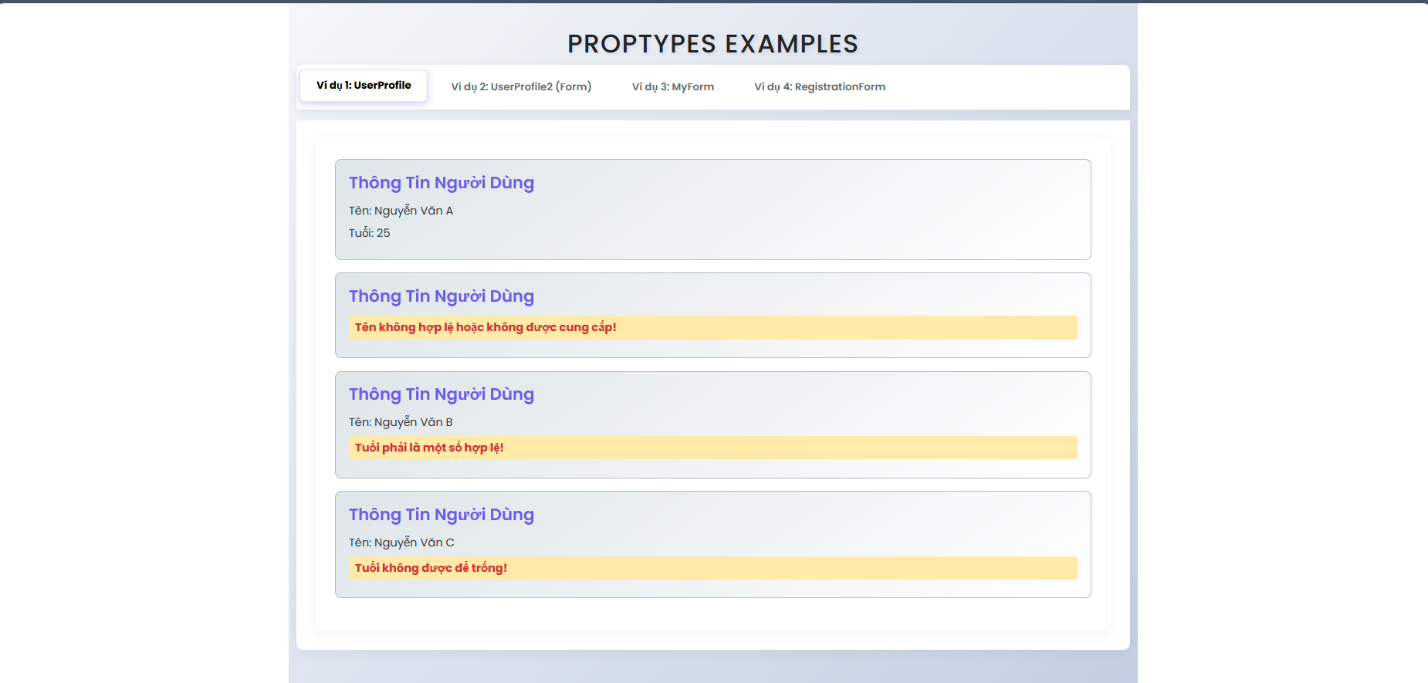 PROPTYPES EXAMPLES
Ví dụ 1: UserProfile
Ví dụ 2: UserProfile2 (Form)
Ví dụ 3: MyForm
Ví dụ 4: RegistrationForm
Thông Tin Người Dùng
Tên: Nguyễn Văn A
Tuổi: 25
Thông Tin Người Dùng
Tên không hợp lệ hoặc không được cung cấp!
Thông Tin Người Dùng
Tên: Nguyễn Văn B
Tuổi phải là một số hợp lệ!
Thông Tin Người Dùng
Tên: Nguyễn Văn C
Tuổi không được để trống!